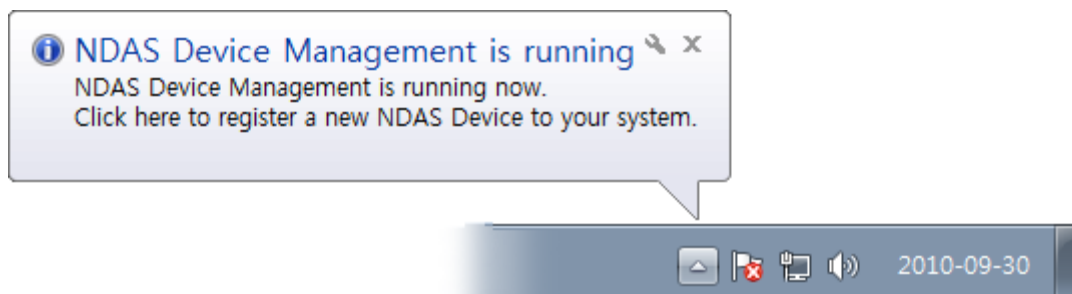 NDAS Device Management is running
NDAS Device Management is running now.
Click here to register a new NDAS Device to your system.
2010-09-30